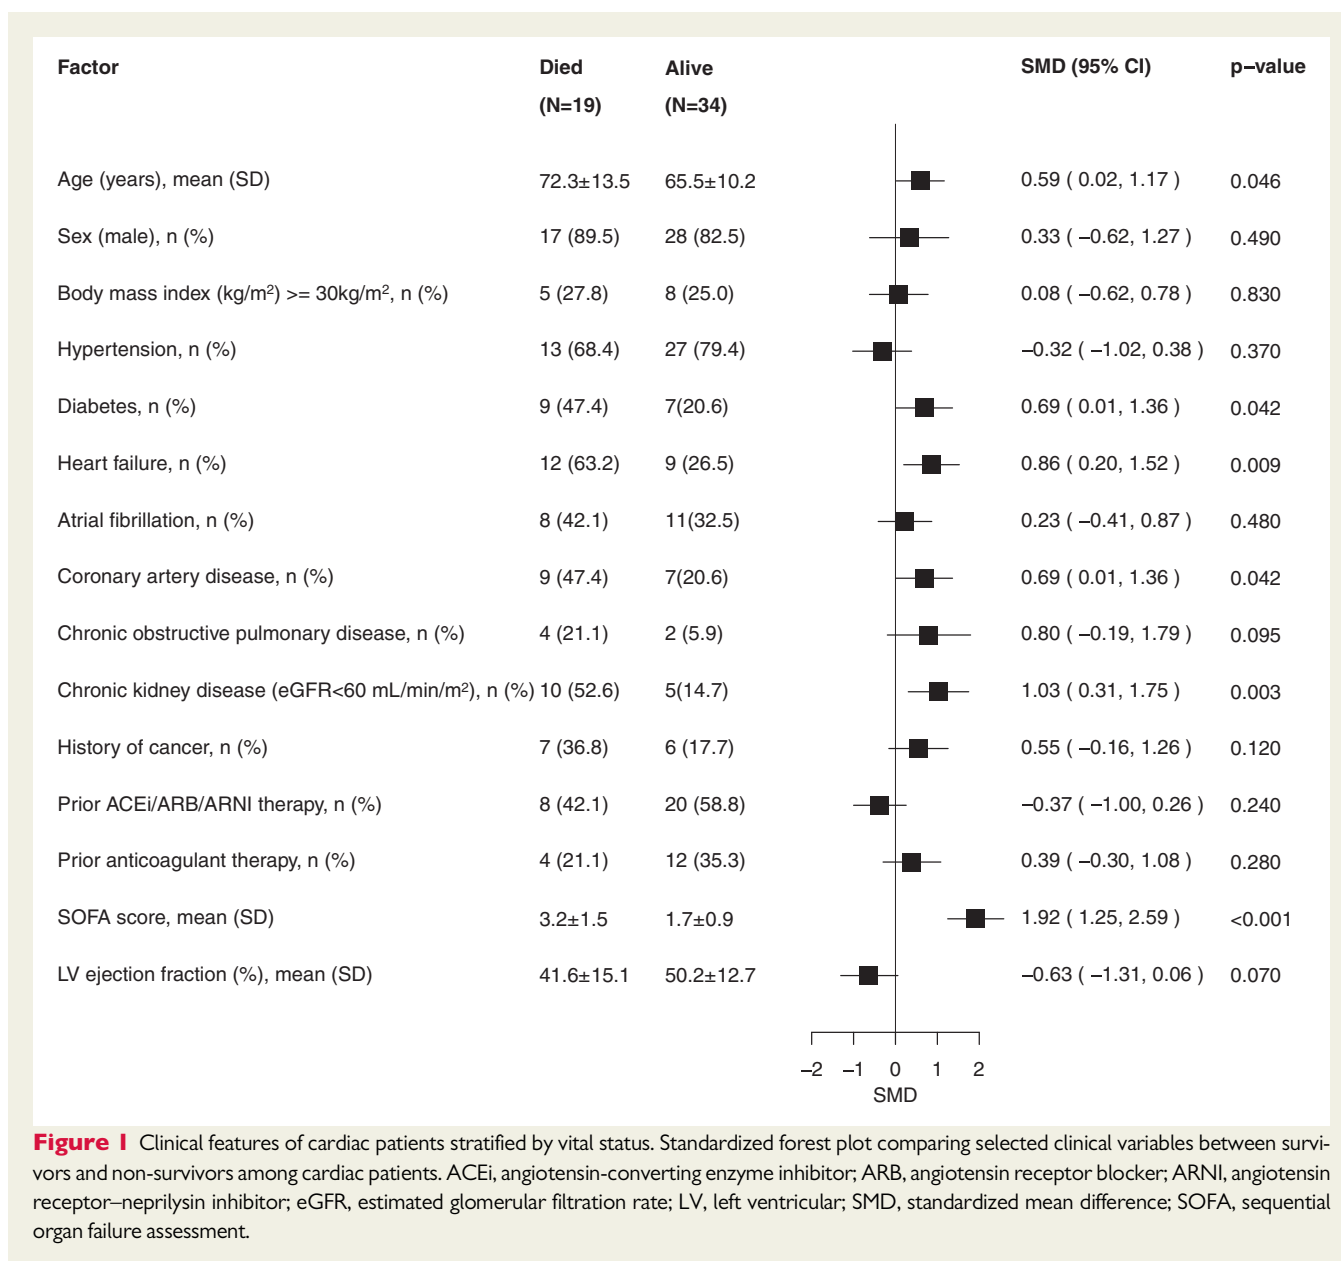 Factor Died Alive SMD (95% CI) p–value
(N=19) (N=34)
Age (years), mean (SD) 72.3±13.5 65.5±10.2 0.59 ( 0.02, 1.17 ) 0.046
Sex (male), n (%) 17 (89.5) 28 (82.5) 0.33 ( –0.62, 1.27 ) 0.490
Body mass index (kg/m²) >= 30kg/m², n (%) 5 (27.8) 8 (25.0) 0.08 ( –0.62, 0.78 ) 0.830
Hypertension, n (%) 13 (68.4) 27 (79.4) –0.32 ( –1.02, 0.38 ) 0.370
Diabetes, n (%) 9 (47.4) 7(20.6) 0.69 ( 0.01, 1.36 ) 0.042
Heart failure, n (%) 12 (63.2) 9 (26.5) 0.86 ( 0.20, 1.52 ) 0.009
Atrial fibrillation, n (%) 8 (42.1) 11(32.5) 0.23 ( –0.41, 0.87 ) 0.480
Coronary artery disease, n (%) 9 (47.4) 7(20.6) 0.69 ( 0.01, 1.36 ) 0.042
Chronic obstructive pulmonary disease, n (%) 4 (21.1) 2 (5.9) 0.80 ( –0.19, 1.79 ) 0.095
Chronic kidney disease (eGFR<60 mL/min/m²), n (%) 10 (52.6) 5(14.7) 1.03 ( 0.31, 1.75 ) 0.003
History of cancer, n (%) 7 (36.8) 6 (17.7) 0.55 ( –0.16, 1.26 ) 0.120
Prior ACEi/ARB/ARNI therapy, n (%) 8 (42.1) 20 (58.8) –0.37 ( –1.00, 0.26 ) 0.240
Prior anticoagulant therapy, n (%) 4 (21.1) 12 (35.3) 0.39 ( –0.30, 1.08 ) 0.280
SOFA score, mean (SD) 3.2±1.5 1.7±0.9 1.92 ( 1.25, 2.59 ) <0.001
LV ejection fraction (%), mean (SD) 41.6±15.1 50.2±12.7 –0.63 ( –1.31, 0.06 ) 0.070
–2 –1 0 1 2
SMD
Figure 1 Clinical features of cardiac patients stratified by vital status. Standardized forest plot comparing selected clinical variables between survi-
vors and non-survivors among cardiac patients. ACEi, angiotensin-converting enzyme inhibitor; ARB, angiotensin receptor blocker; ARNI, angiotensin
receptor–neprilysin inhibitor; eGFR, estimated glomerular filtration rate; LV, left ventricular; SMD, standardized mean difference; SOFA, sequential
organ failure assessment.